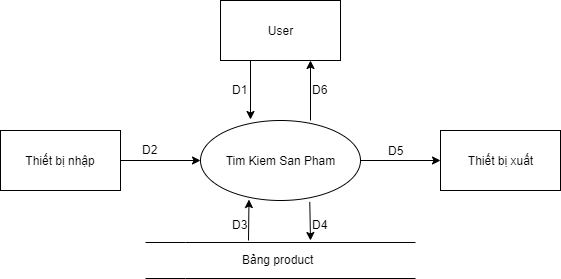 User
D1
D6
Thiết bị nhập
D2
Tim Kiem San Pham
D5
Thiết bị xuất
D3
D4
Bảng product